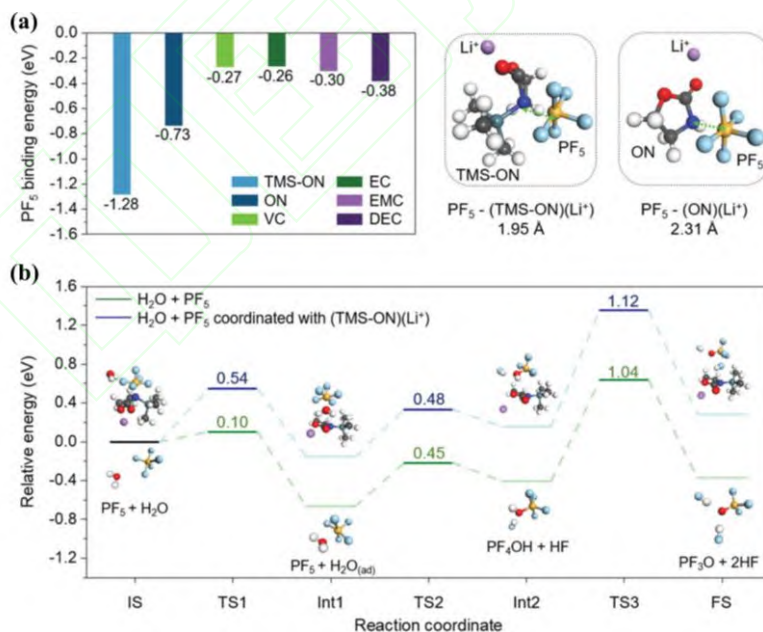 (a)
PF₅ binding energy (eV)
0.0
-0.2
-0.4
-0.6
-0.8
-1.0
-1.2
-1.4
-1.6
-1.28
-0.73
-0.27
-0.26
-0.30
-0.38
TMS-ON
ON
VC
EC
EMC
DEC
Li⁺
TMS-ON
PF₅
PF₅ - (TMS-ON)(Li⁺)
1.95 Å
Li⁺
ON
PF₅
PF₅ - (ON)(Li⁺)
2.31 Å
(b)
Relative energy (eV)
1.6
1.2
0.8
0.4
0.0
-0.4
-0.8
-1.2
H₂O + PF₅
H₂O + PF₅ coordinated with (TMS-ON)(Li⁺)
0.54
0.10
0.48
0.45
1.12
1.04
PF₅ + H₂O
PF₅ + H₂O₍ad₎
PF₄OH + HF
PF₃O + 2HF
IS
TS1
Int1
TS2
Int2
TS3
FS
Reaction coordinate